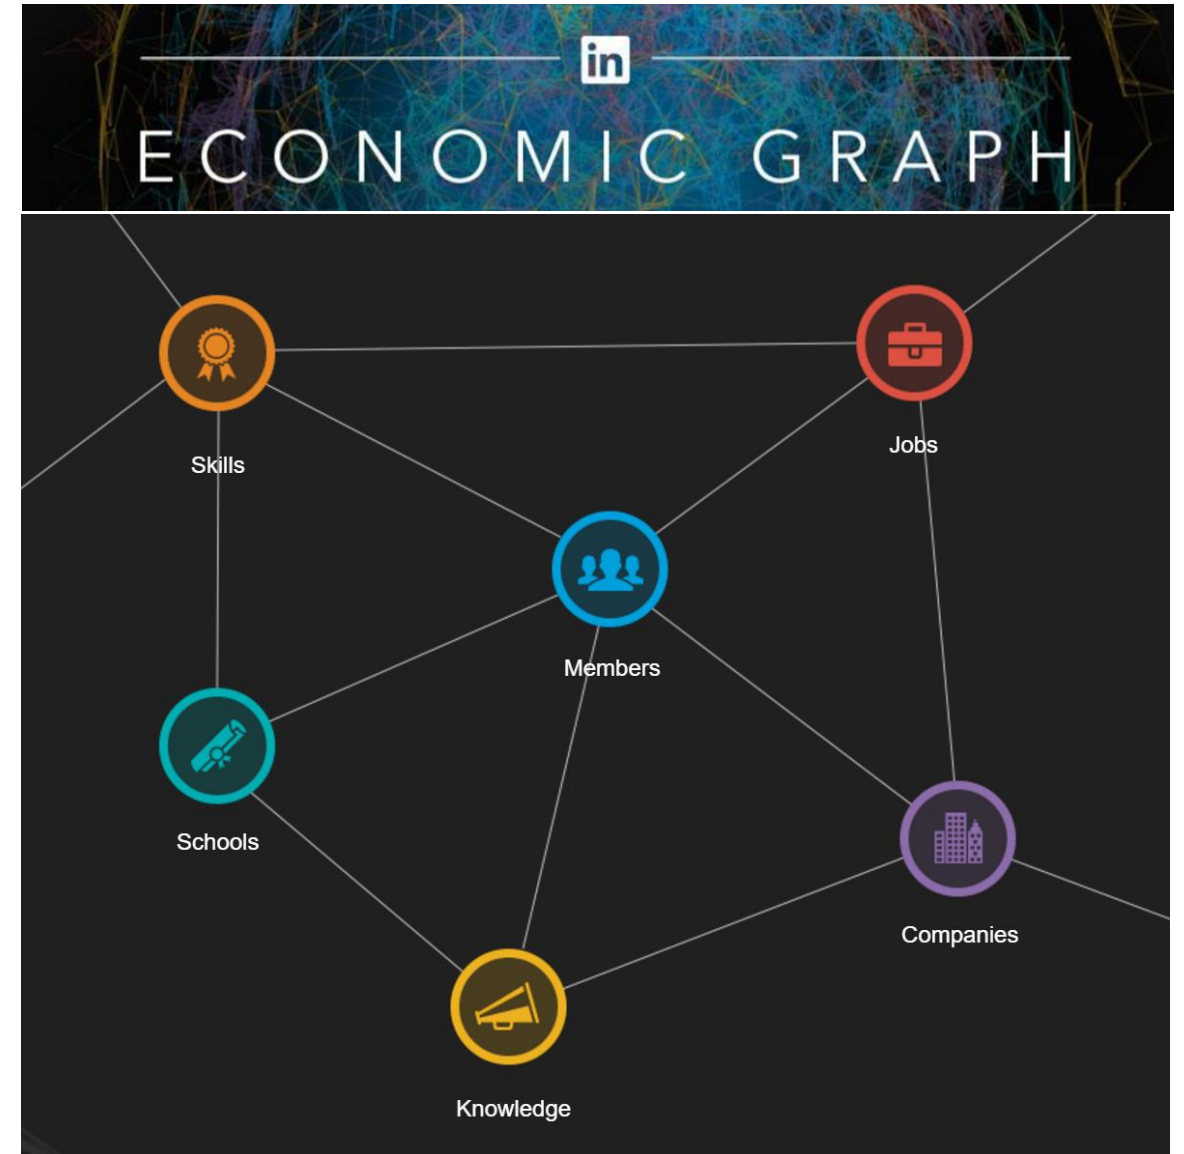 in
ECONOMIC GRAPH
Skills
Jobs
Members
Schools
Companies
Knowledge